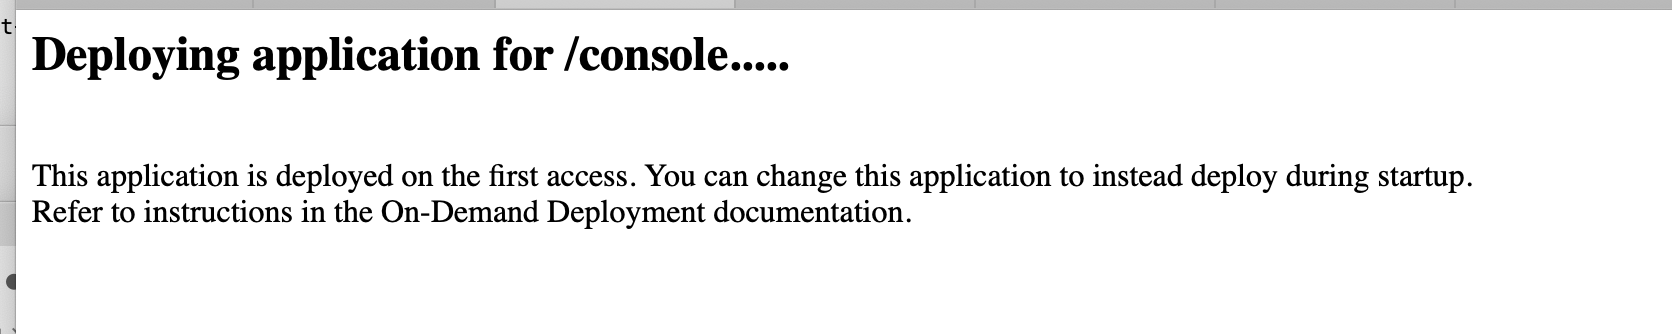 Deploying application for /console.....
This application is deployed on the first access. You can change this application to instead deploy during startup.
Refer to instructions in the On-Demand Deployment documentation.